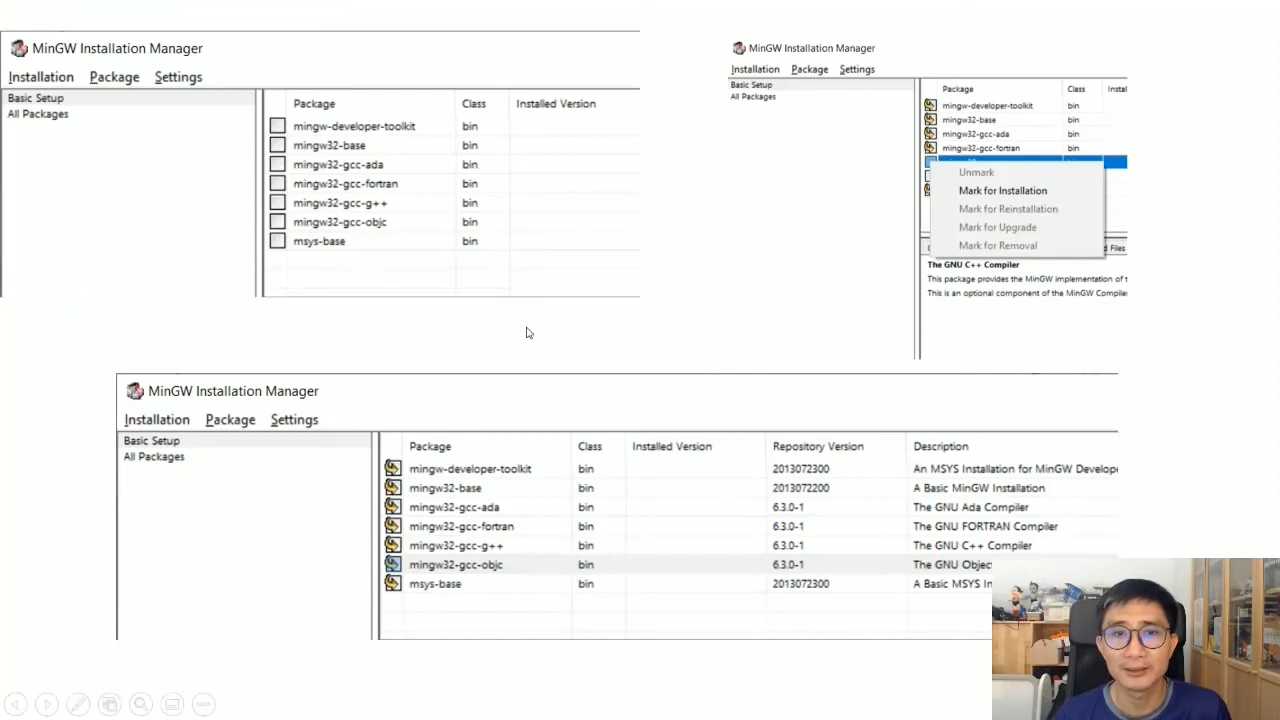 MinGW Installation Manager
Installation Package Settings
Basic Setup
All Packages
Package Class Installed Version
mingw-developer-toolkit bin
mingw32-base bin
mingw32-gcc-ada bin
mingw32-gcc-fortran bin
mingw32-gcc-g++ bin
mingw32-gcc-objc bin
msys-base bin
MinGW Installation Manager
Installation Package Settings
Basic Setup
All Packages
Package Class Instal
mingw-developer-toolkit bin
mingw32-base bin
mingw32-gcc-ada bin
mingw32-gcc-fortran bin
Unmark
Mark for Installation
Mark for Reinstallation
Mark for Upgrade
Mark for Removal
Files
The GNU C++ Compiler
This package provides the MinGW implementation of t
This is an optional component of the MinGW Compiler
MinGW Installation Manager
Installation Package Settings
Basic Setup
All Packages
Package Class Installed Version Repository Version Description
mingw-developer-toolkit bin 2013072300 An MSYS Installation for MinGW Develope
mingw32-base bin 2013072200 A Basic MinGW Installation
mingw32-gcc-ada bin 6.3.0-1 The GNU Ada Compiler
mingw32-gcc-fortran bin 6.3.0-1 The GNU FORTRAN Compiler
mingw32-gcc-g++ bin 6.3.0-1 The GNU C++ Compiler
mingw32-gcc-objc bin 6.3.0-1 The GNU Objec
msys-base bin 2013072300 A Basic MSYS In